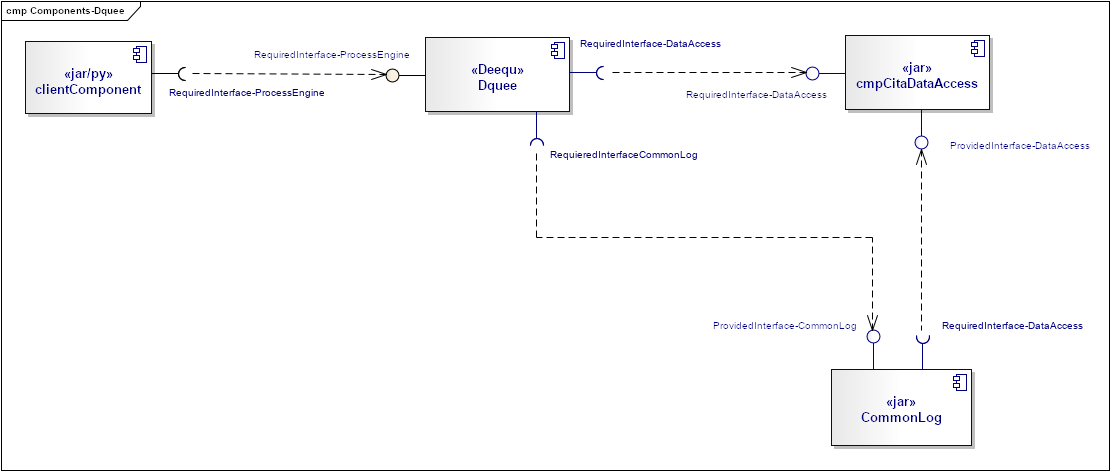 cmp Components-Dquee
«jar/py»
clientComponent
RequiredInterface-ProcessEngine
RequiredInterface-ProcessEngine
«Deequ»
Dquee
RequiredInterface-DataAccess
RequiredInterface-DataAccess
«jar»
cmpCitaDataAccess
RequieredInterfaceCommonLog
ProvidedInterface-DataAccess
ProvidedInterface-CommonLog
RequiredInterface-DataAccess
«jar»
CommonLog